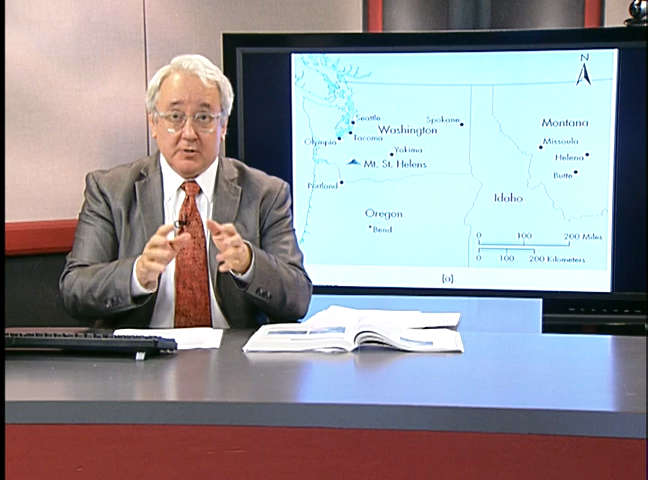 N
Seattle
Spokane
Washington
Montana
Olympia
Tacoma
Missoula
Yakima
Helena
Mt. St. Helens
Butte
Portland
Idaho
Oregon
Bend
0 100 200 Miles
0 100 200 Kilometers
(a)